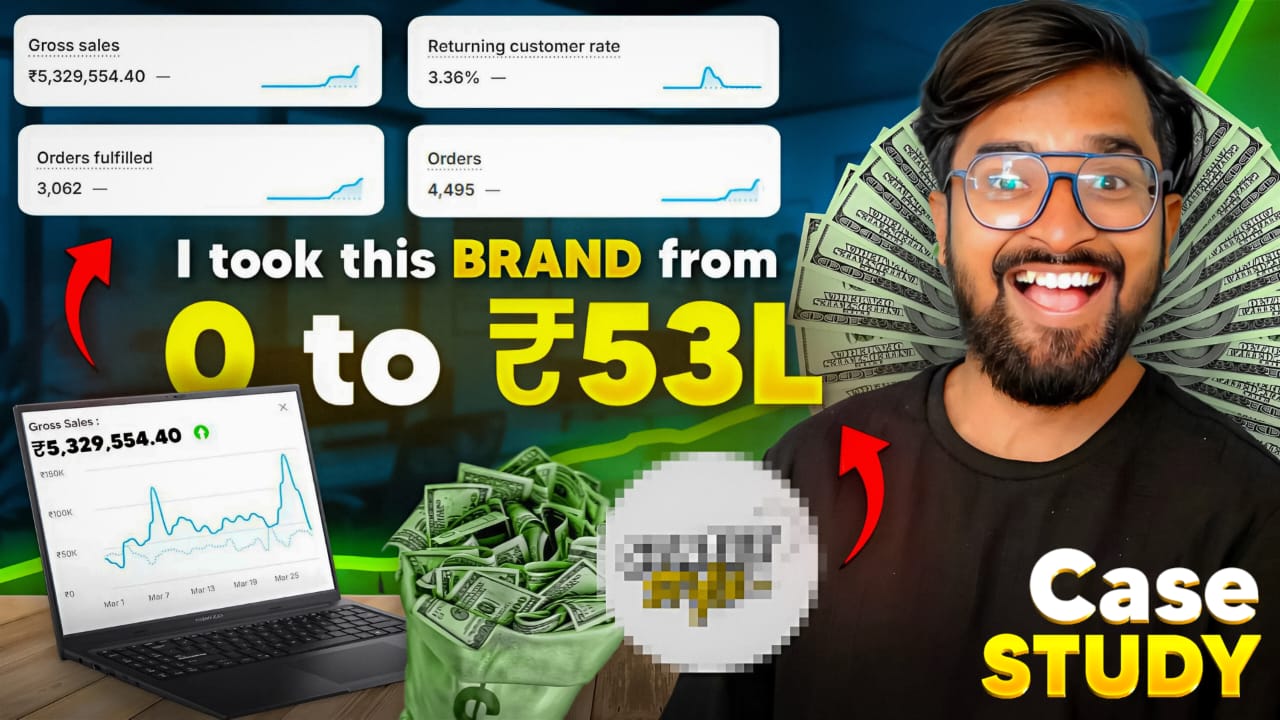 Gross sales
₹5,329,554.40 —
Returning customer rate
3.36% —
Orders fulfilled
3,062 —
Orders
4,495 —
I took this BRAND from
0 to ₹53L
Gross Sales :
₹5,329,554.40
₹150K
₹100K
₹50K
₹0
Mar 1 Mar 7 Mar 13 Mar 19 Mar 25
Case
STUDY